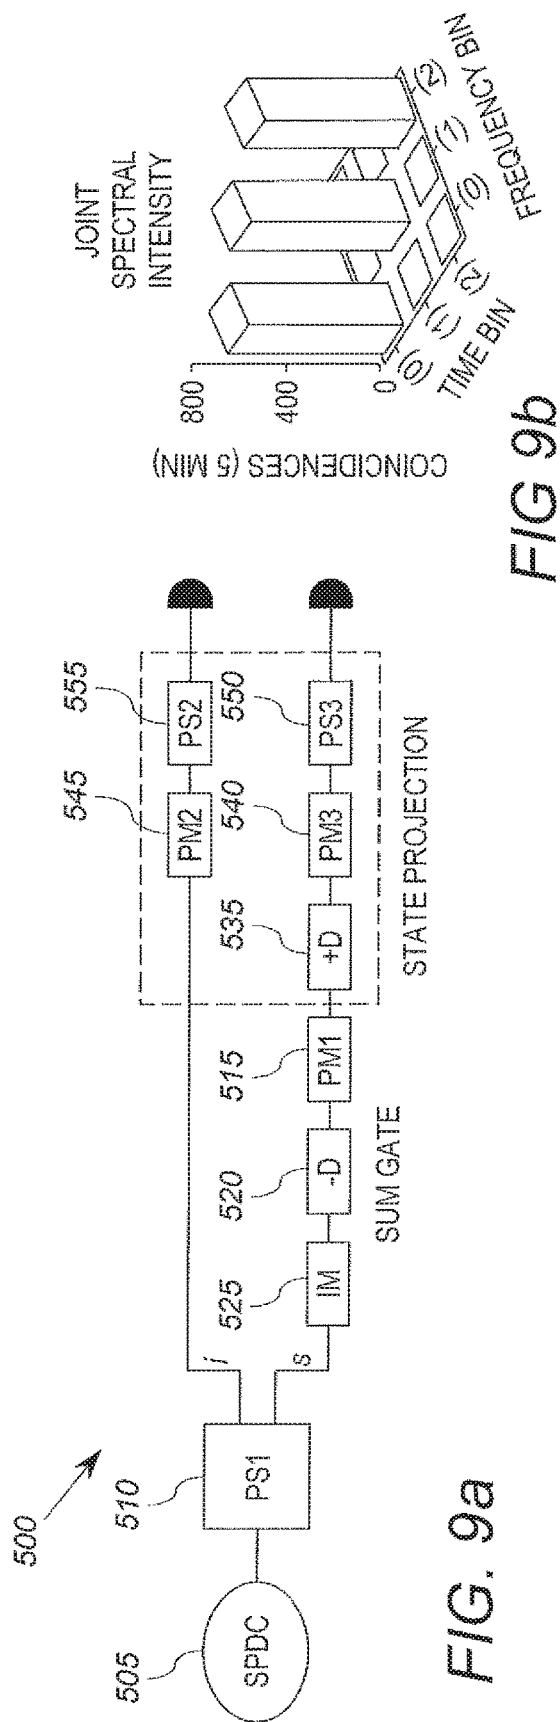 500
505
SPDC
510
PS1
i
s
525
IM
520
-D
515
PM1
SUM GATE
535
+D
545
PM2
555
PS2
540
PM3
550
PS3
STATE PROJECTION
FIG. 9a
JOINT
SPECTRAL
INTENSITY
COINCIDENCES (5 MIN)
800
400
0
(0)
(1)
(2)
TIME BIN
(0)
(1)
(2)
FREQUENCY BIN
FIG 9b